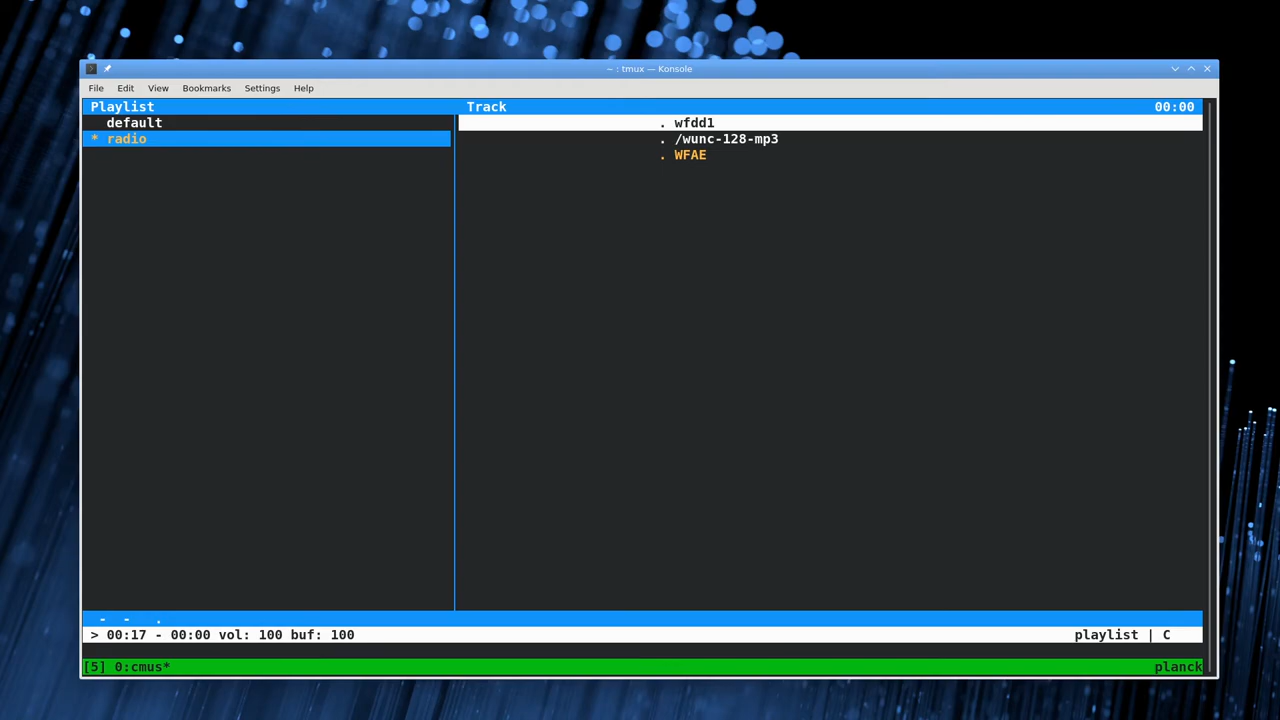 ~ : tmux — Konsole
File Edit View Bookmarks Settings Help
Playlist Track 00:00
default . wfdd1
* radio . /wunc-128-mp3
. WFAE
- - .
> 00:17 - 00:00 vol: 100 buf: 100 playlist | C
[5] 0:cmus* planck